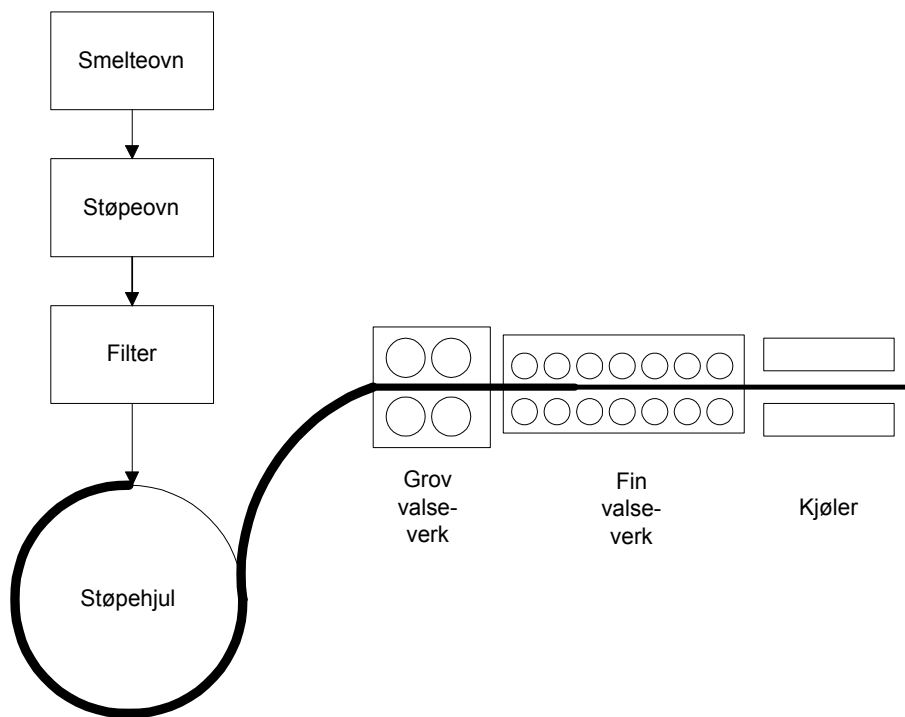 Smelteovn
Støpeovn
Filter
Støpehjul
Grov
valse-
verk
Fin
valse-
verk
Kjøler